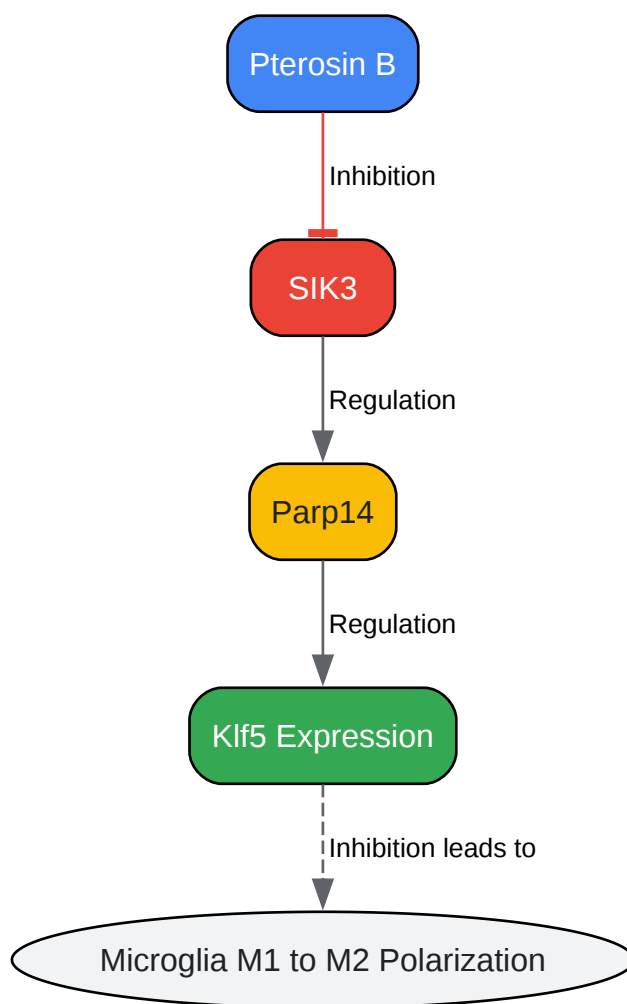 Pterosin B
Inhibition
SIK3
Regulation
Parp14
Regulation
Klf5 Expression
Inhibition leads to
Microglia M1 to M2 Polarization